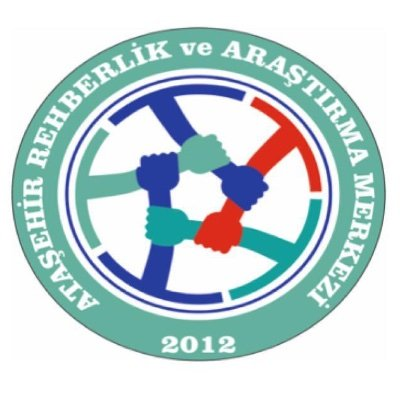 ATAŞEHİR REHBERLİK ve ARAŞTIRMA MERKEZİ
2012